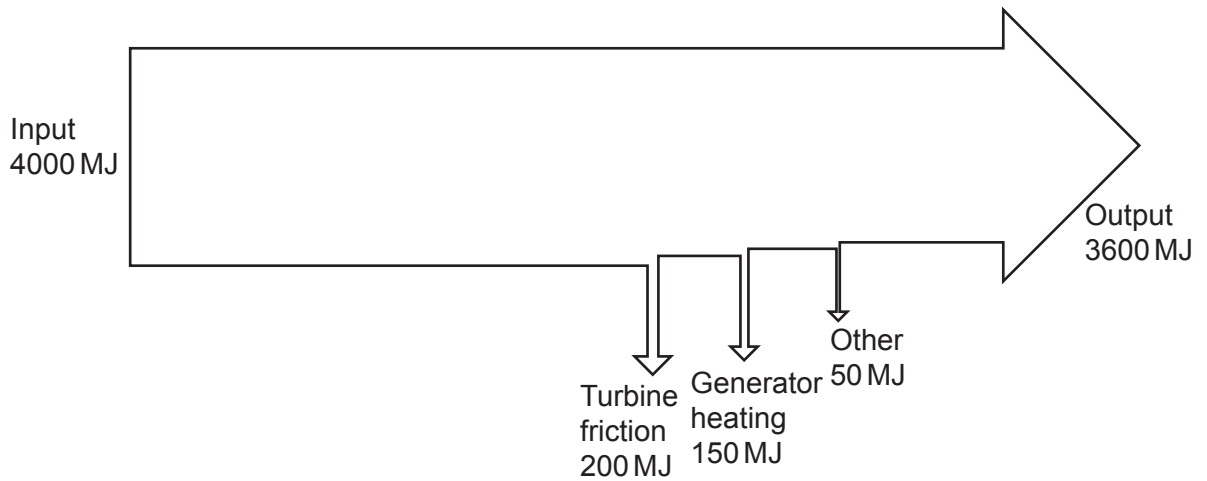 Input
4000 MJ
Output
3600 MJ
Other
50 MJ
Generator
heating
150 MJ
Turbine
friction
200 MJ